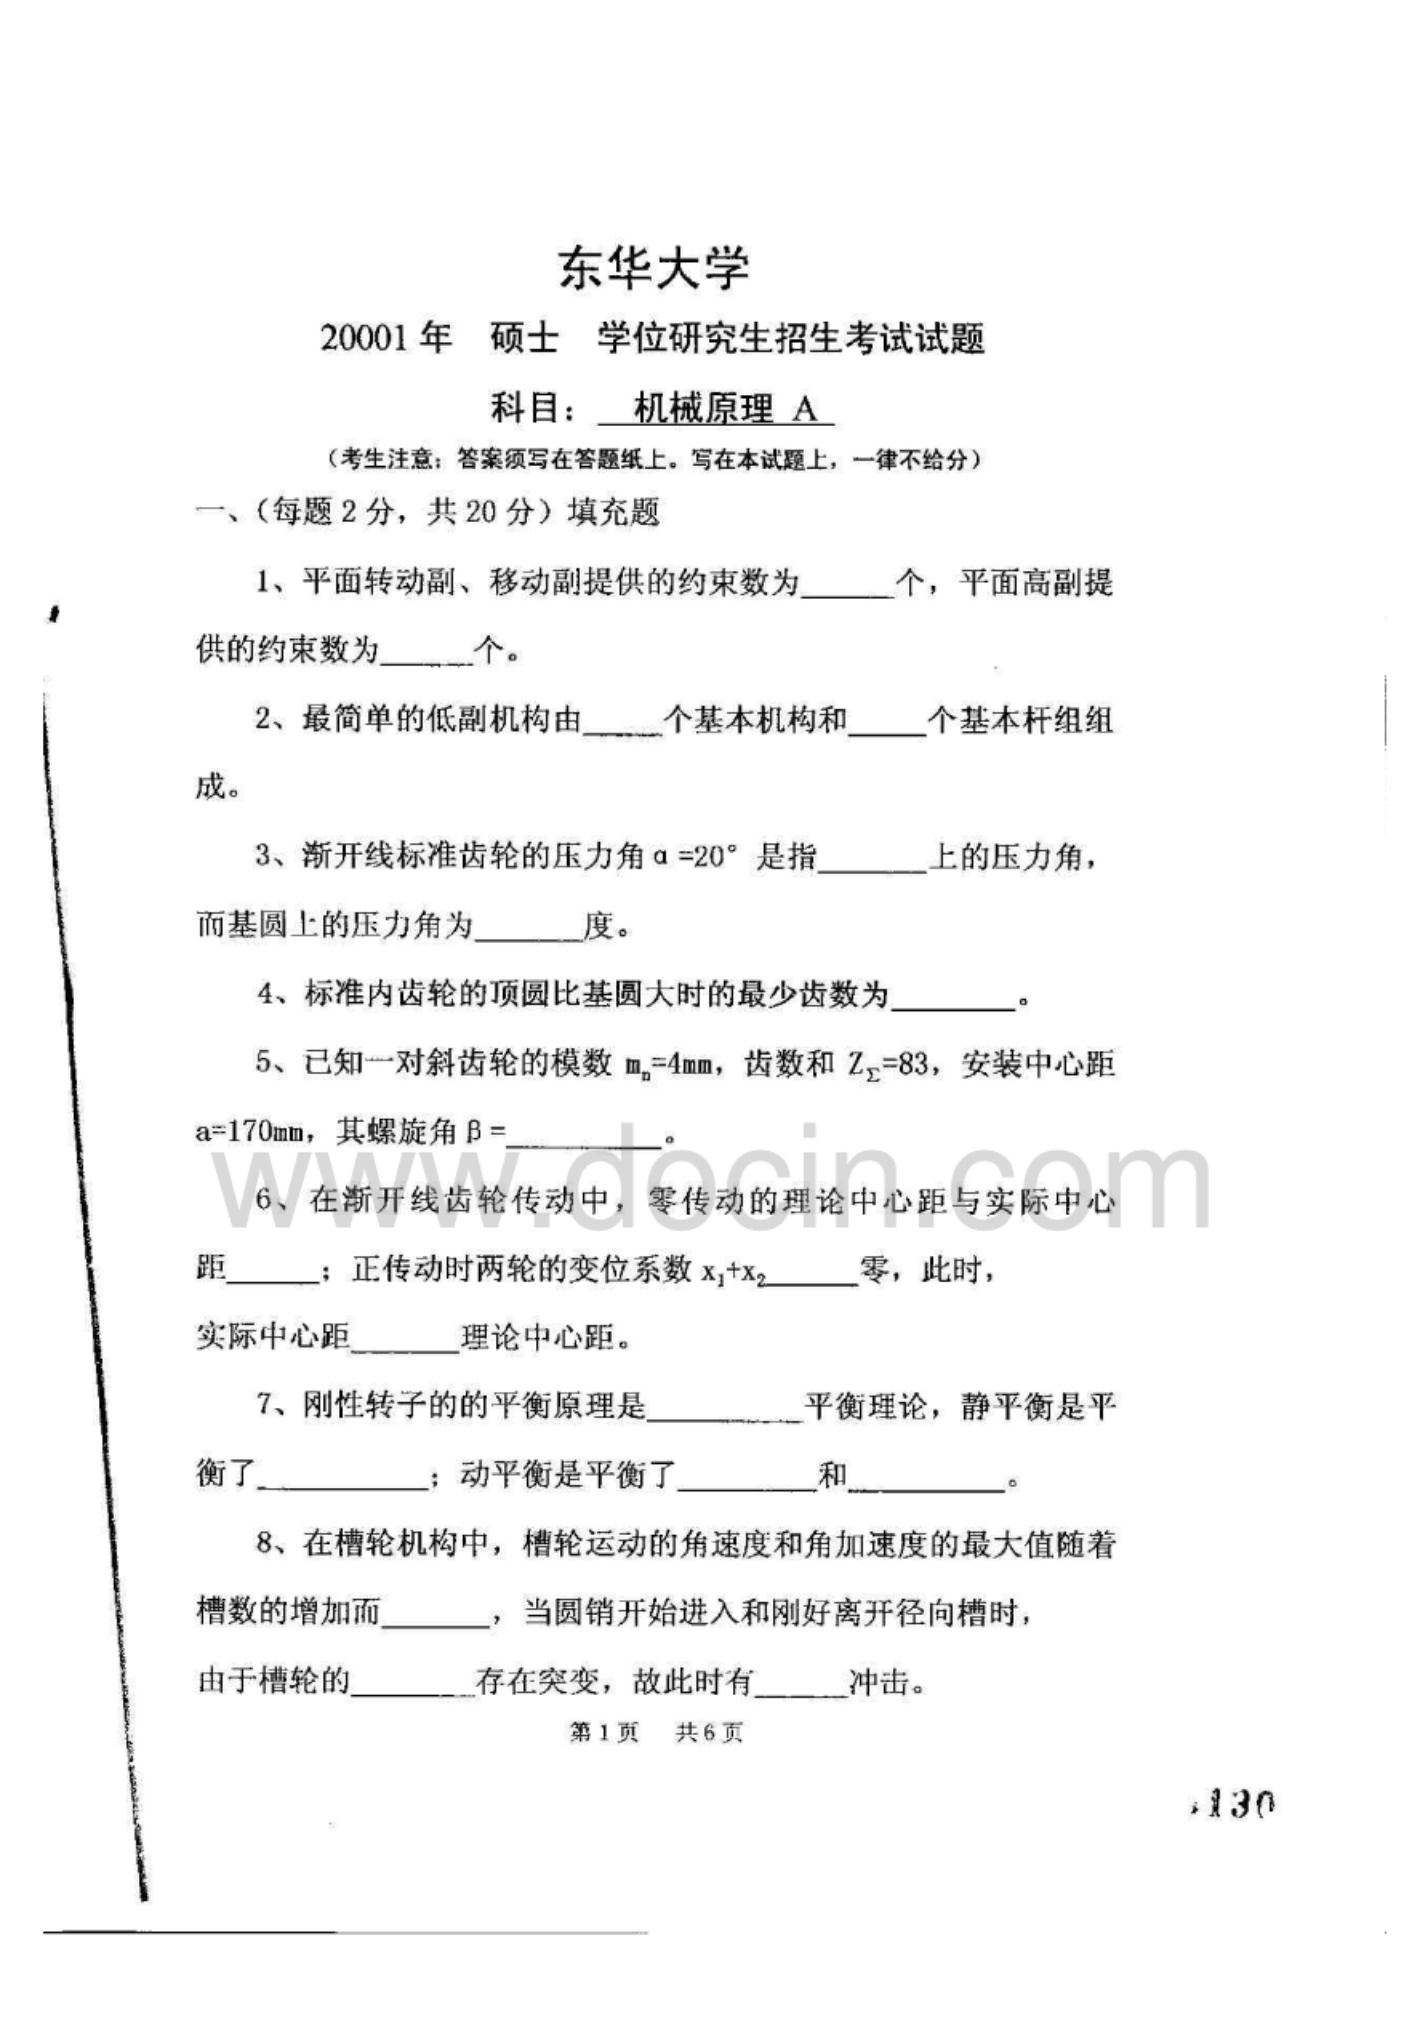 东华大学
20001年 硕士 学位研究生招生考试试题
科目： 机械原理 A
（考生注意：答案须写在答题纸上。写在本试题上，一律不给分）
一、（每题2分，共20分）填充题
1、平面转动副、移动副提供的约束数为______个，平面高副提
供的约束数为______个。
2、最简单的低副机构由_____个基本机构和_____个基本杆组组
成。
3、渐开线标准齿轮的压力角α=20°是指_______上的压力角，
而基圆上的压力角为_______度。
4、标准内齿轮的顶圆比基圆大时的最少齿数为________。
5、已知一对斜齿轮的模数 mn=4mm，齿数和 Z∑=83，安装中心距
a=170mm，其螺旋角β=__________。
www.docin.com
6、在渐开线齿轮传动中，零传动的理论中心距与实际中心
距______；正传动时两轮的变位系数 x1+x2______零，此时，
实际中心距_______理论中心距。
7、刚性转子的的平衡原理是__________平衡理论，静平衡是平
衡了___________；动平衡是平衡了_________和__________。
8、在槽轮机构中，槽轮运动的角速度和角加速度的最大值随着
槽数的增加而_______，当圆销开始进入和刚好离开径向槽时，
由于槽轮的________存在突变，故此时有______冲击。
第1页 共6页
130